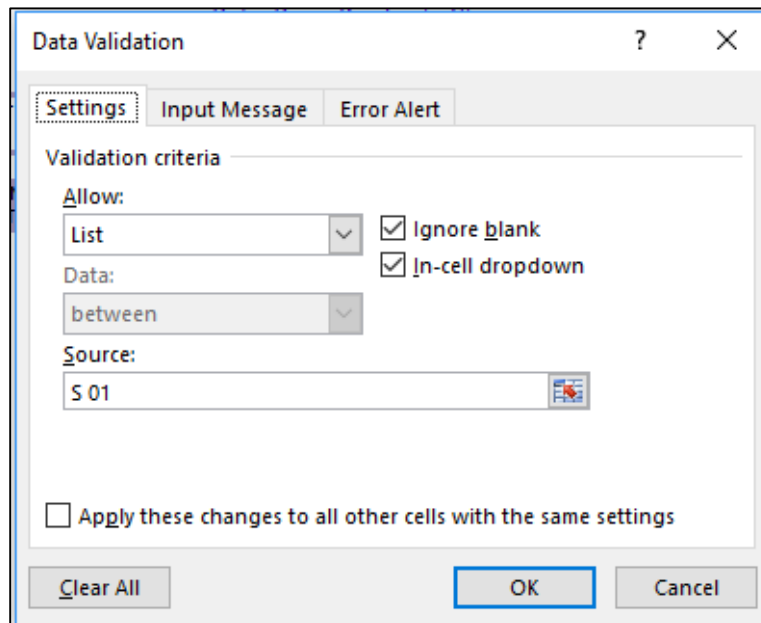 Data Validation ? ×
Settings Input Message Error Alert
Validation criteria
Allow:
List
Ignore blank
Data:
In-cell dropdown
between
Source:
S 01
Apply these changes to all other cells with the same settings
Clear All OK Cancel